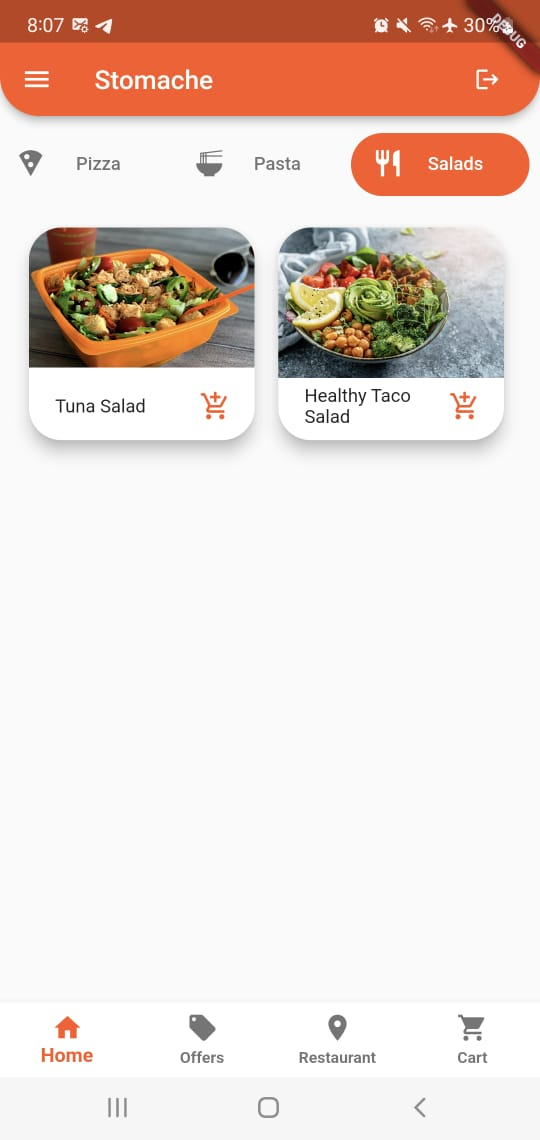 8:07
30%
DEBUG
Stomache
Pizza
Pasta
Salads
Tuna Salad
Healthy Taco
Salad
Home
Offers
Restaurant
Cart